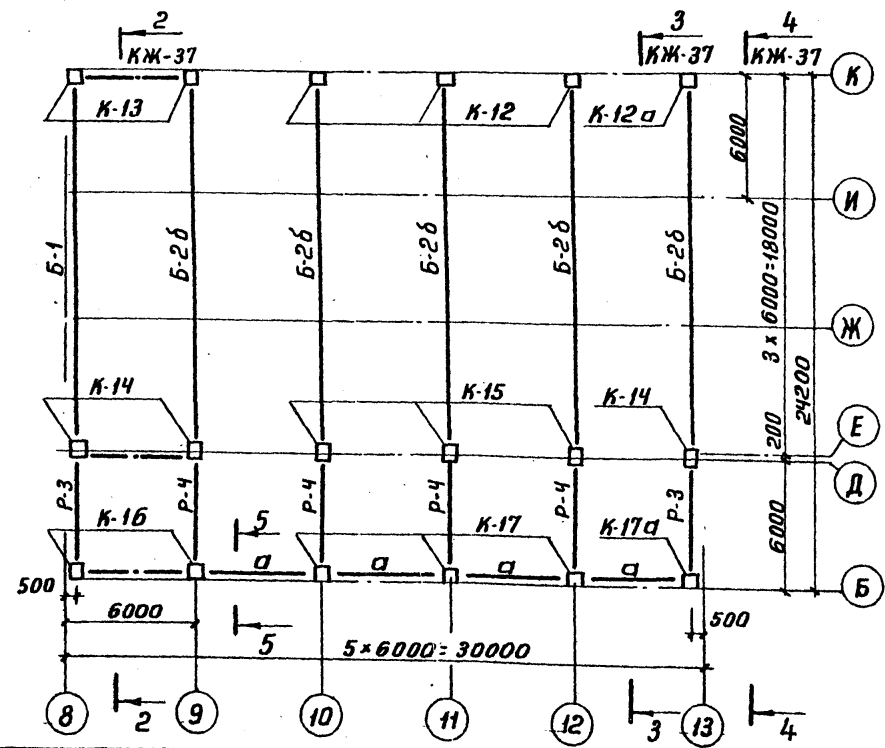 2 3 4
КЖ-37 КЖ-37 КЖ-37
К
К-13 К-12 К-12а
6000
И
Б-1 Б-2б Б-2б Б-2б Б-2б Б-2б
3 x 6000=18000
24200
Ж
К-14 К-15 К-14
200
Е
Д
Р-3 Р-4 Р-4 Р-4 Р-4 Р-3
6000
К-16 5 К-17 К-17а
а а а а
Б
500 6000 5 500
5 x 6000=30000
8 2 9 10 11 12 3 13 4